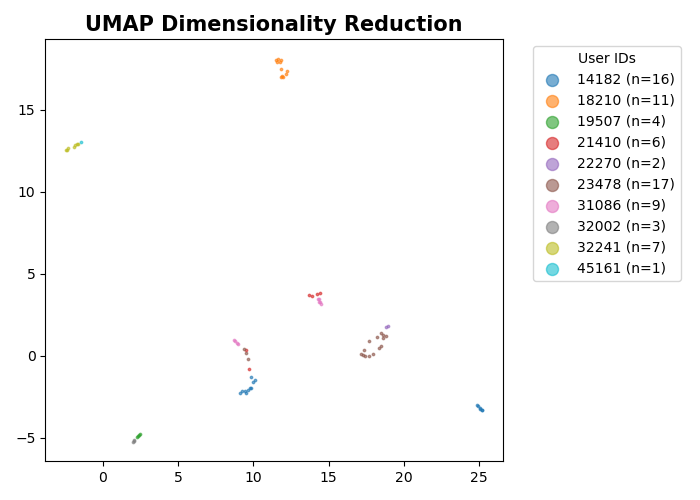 UMAP Dimensionality Reduction
User IDs
14182 (n=16)
18210 (n=11)
19507 (n=4)
21410 (n=6)
22270 (n=2)
23478 (n=17)
31086 (n=9)
32002 (n=3)
32241 (n=7)
45161 (n=1)
15
10
5
0
−5
0 5 10 15 20 25